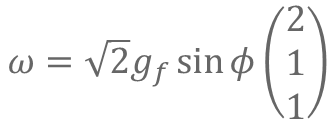 ω = √2 g_f sin ϕ (2
1
1)